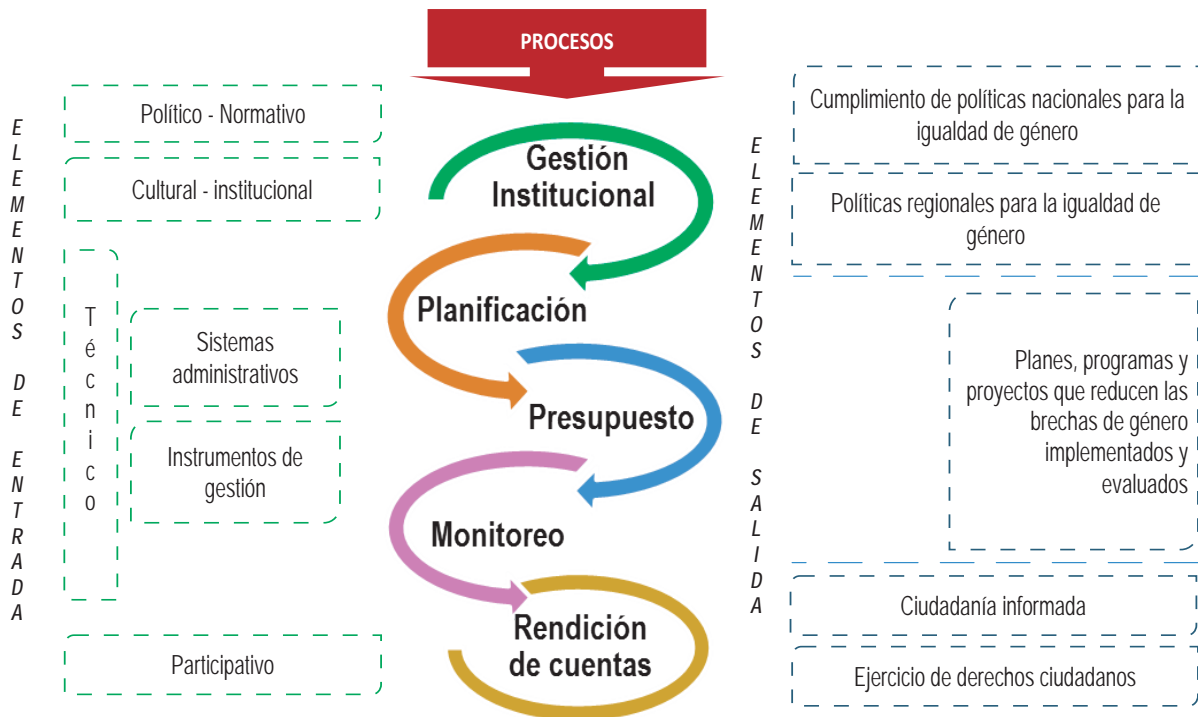 PROCESOS
ELEMENTOS DE ENTRADA
Político - Normativo
Cultural - institucional
Técnico
Sistemas
administrativos
Instrumentos de
gestión
Participativo
Gestión
Institucional
Planificación
Presupuesto
Monitoreo
Rendición
de cuentas
ELEMENTOS DE SALIDA
Cumplimiento de políticas nacionales para la
igualdad de género
Políticas regionales para la igualdad de
género
Planes, programas y
proyectos que reducen las
brechas de género
implementados y
evaluados
Ciudadanía informada
Ejercicio de derechos ciudadanos